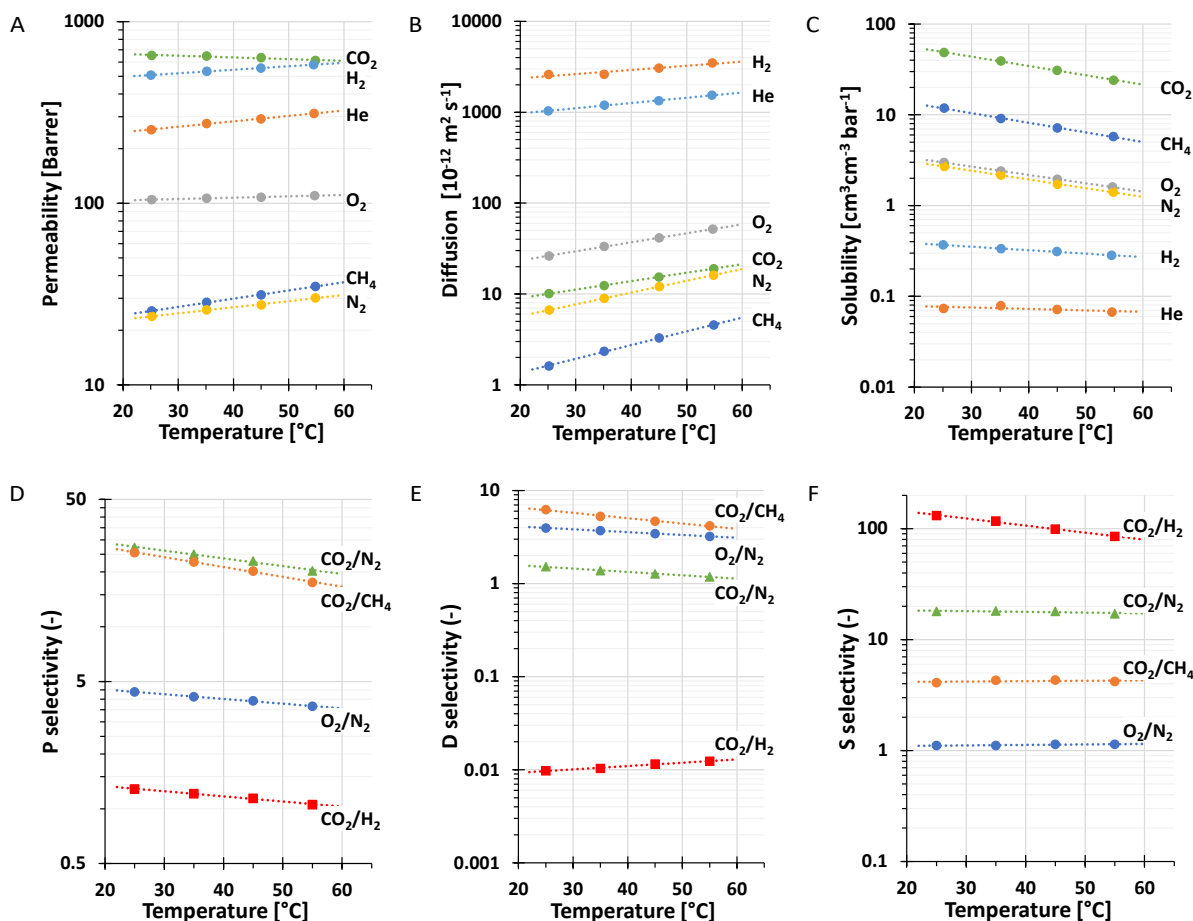 A
Permeability [Barrer]
1000
100
10
CO₂
H₂
He
O₂
CH₄
N₂
20 30 40 50 60
Temperature [°C]
B
Diffusion [10⁻¹² m² s⁻¹]
10000
1000
100
10
1
H₂
He
O₂
CO₂
N₂
CH₄
20 30 40 50 60
Temperature [°C]
C
Solubility [cm³cm⁻³ bar⁻¹]
100
10
1
0.1
0.01
CO₂
CH₄
O₂
N₂
H₂
He
20 30 40 50 60
Temperature [°C]
D
P selectivity (-)
50
5
0.5
CO₂/N₂
CO₂/CH₄
O₂/N₂
CO₂/H₂
20 30 40 50 60
Temperature [°C]
E
D selectivity (-)
10
1
0.1
0.01
0.001
CO₂/CH₄
O₂/N₂
CO₂/N₂
CO₂/H₂
20 30 40 50 60
Temperature [°C]
F
S selectivity (-)
100
10
1
0.1
CO₂/H₂
CO₂/N₂
CO₂/CH₄
O₂/N₂
20 30 40 50 60
Temperature [°C]